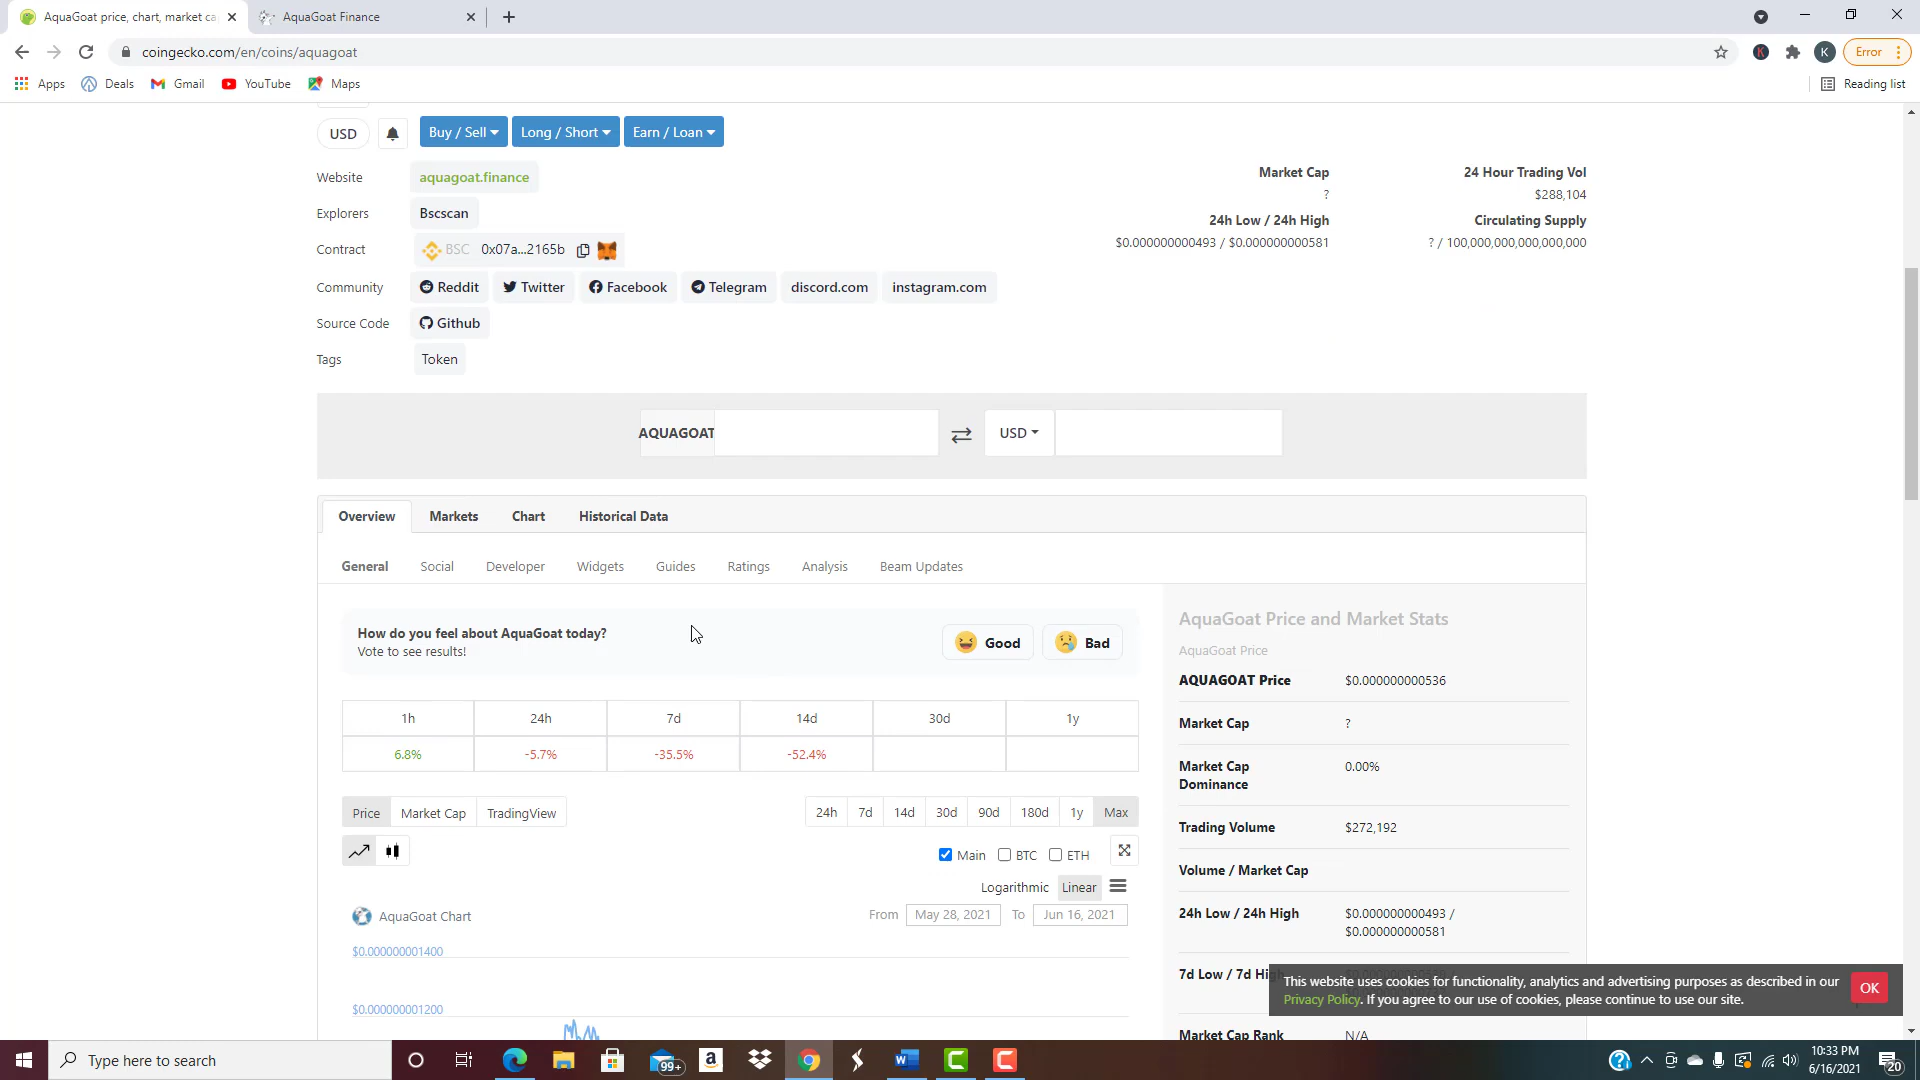 AquaGoat price, chart, market ca
AquaGoat Finance
coingecko.com/en/coins/aquagoat
K
K
Error
Apps
Deals
Gmail
YouTube
Maps
Reading list
USD
Buy / Sell
Long / Short
Earn / Loan
Website
aquagoat.finance
Explorers
Bscscan
Contract
BSC 0x07a...2165b
Community
Reddit
Twitter
Facebook
Telegram
discord.com
instagram.com
Source Code
Github
Tags
Token
Market Cap
?
24 Hour Trading Vol
$288,104
24h Low / 24h High
$0.000000000493 / $0.000000000581
Circulating Supply
? / 100,000,000,000,000,000
AQUAGOAT
USD
Overview
Markets
Chart
Historical Data
General
Social
Developer
Widgets
Guides
Ratings
Analysis
Beam Updates
How do you feel about AquaGoat today?
Vote to see results!
Good
Bad
1h 24h 7d 14d 30d 1y
6.8% -5.7% -35.5% -52.4%
Price
Market Cap
TradingView
24h 7d 14d 30d 90d 180d 1y Max
Main BTC ETH
Logarithmic Linear
AquaGoat Chart
From May 28, 2021 To Jun 16, 2021
$0.000000001400
$0.000000001200
AquaGoat Price and Market Stats
AquaGoat Price
AQUAGOAT Price $0.000000000536
Market Cap ?
Market Cap
Dominance
0.00%
Trading Volume $272,192
Volume / Market Cap
24h Low / 24h High
$0.000000000493 /
$0.000000000581
7d Low / 7d Hi
This website uses cookies for functionality, analytics and advertising purposes as described in our
Privacy Policy. If you agree to our use of cookies, please continue to use our site.
OK
Market Cap Rank N/A
Type here to search
99+
10:33 PM
6/16/2021
20